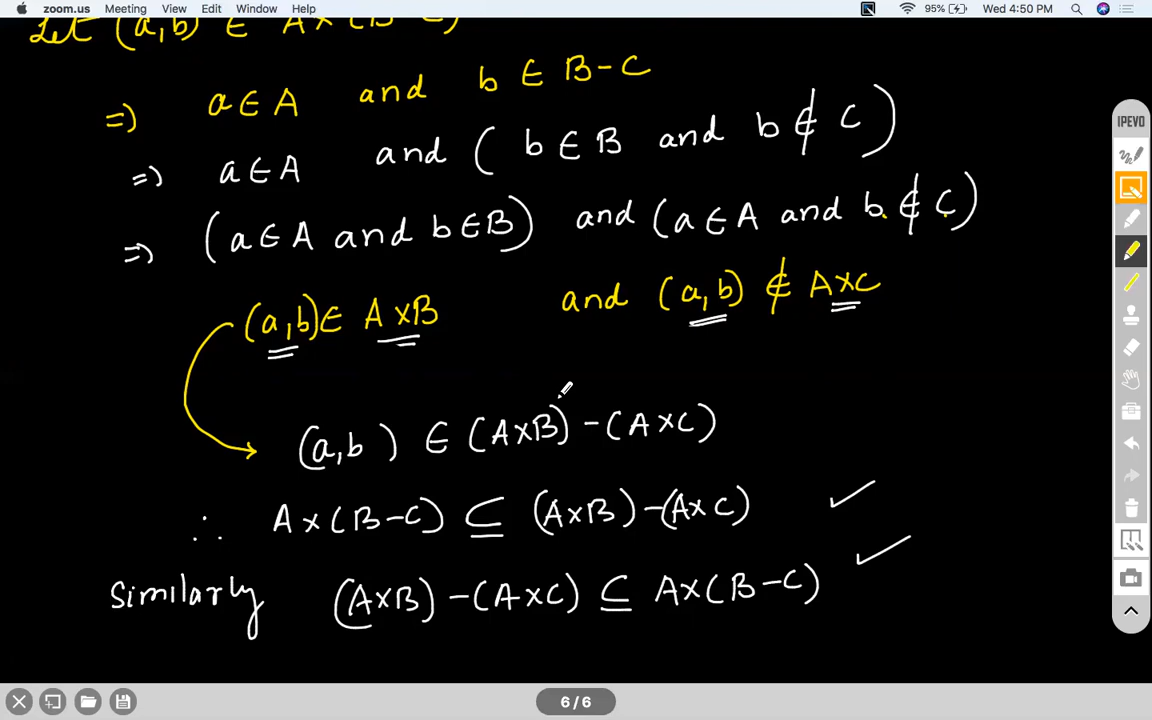 zoom.us Meeting View Edit Window Help 95% Wed 4:50 PM
Let (a,b) ∈ A×(B-C)
⇒ a∈A and b ∈ B-C
⇒ a∈A and ( b∈B and b∉C )
⇒ (a∈A and b∈B) and (a∈A and b∉C)
(a,b)∈ A×B and (a,b) ∉ A×C
(a,b) ∈ (A×B) -(A×C)
∴ A×(B-C) ⊆ (A×B)-(A×C) ✓
Similarly (A×B)-(A×C) ⊆ A×(B-C) ✓
IPEVO
6/6